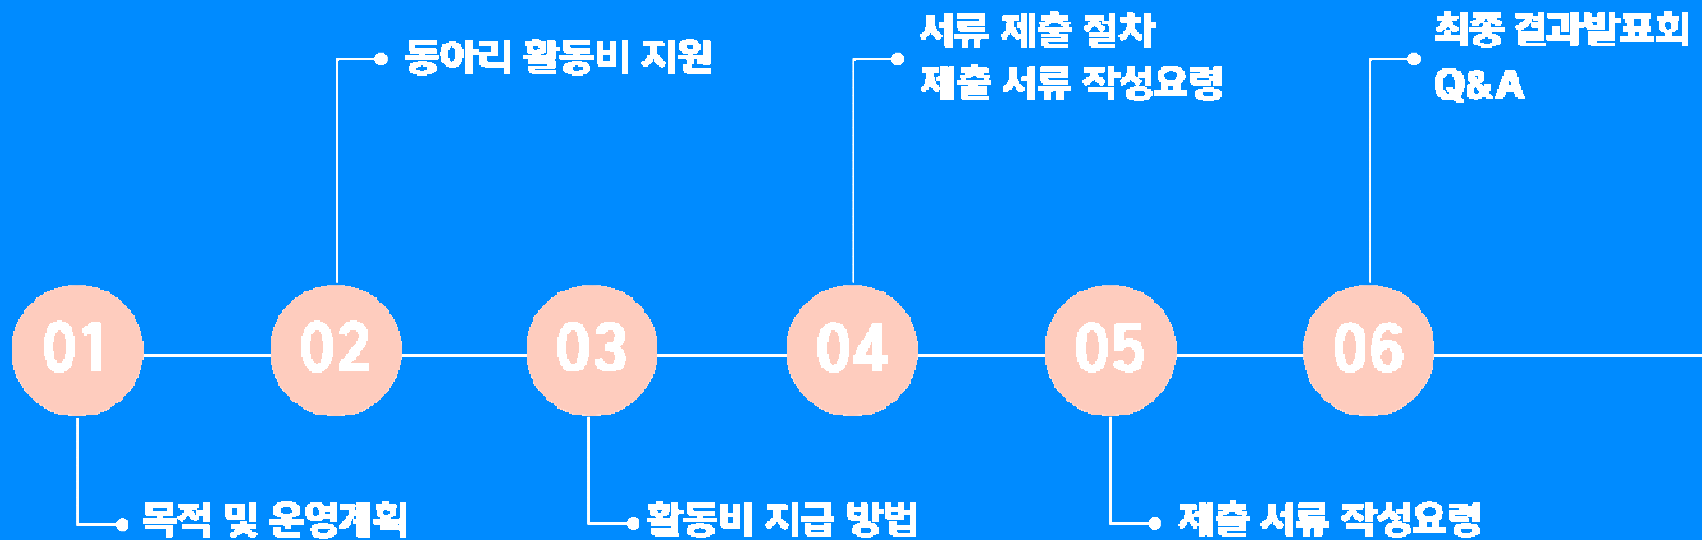 동아리 활동비 지원
서류 제출 절차
제출 서류 작성요령
최종 결과발표회
Q&A
01
02
03
04
05
06
목적 및 운영계획
활동비 지급 방법
제출 서류 작성요령